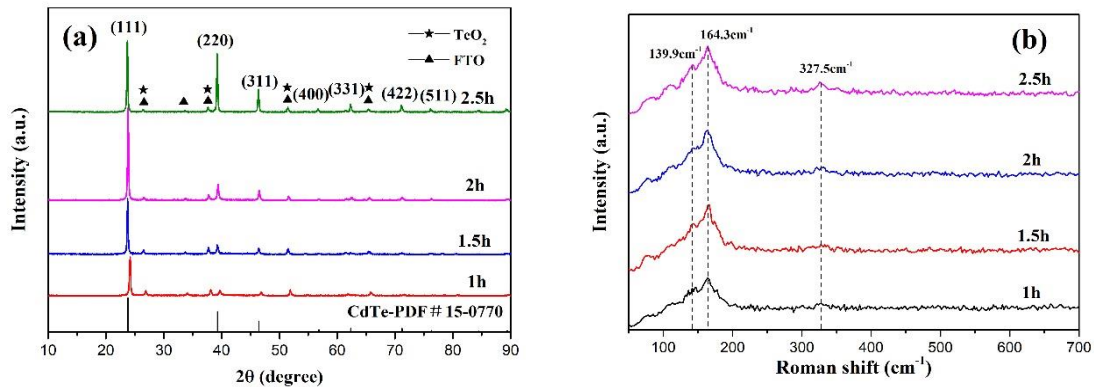 (a)
(111)
(220)
★ TeO₂
▲ FTO
(311)
(400)
(331)
(422)
(511)
2.5h
2h
1.5h
1h
CdTe-PDF # 15-0770
Intensity (a.u.)
10 20 30 40 50 60 70 80 90
2θ (degree)
(b)
139.9cm⁻¹
164.3cm⁻¹
327.5cm⁻¹
2.5h
2h
1.5h
1h
Intensity (a.u.)
100 200 300 400 500 600 700
Roman shift (cm⁻¹)